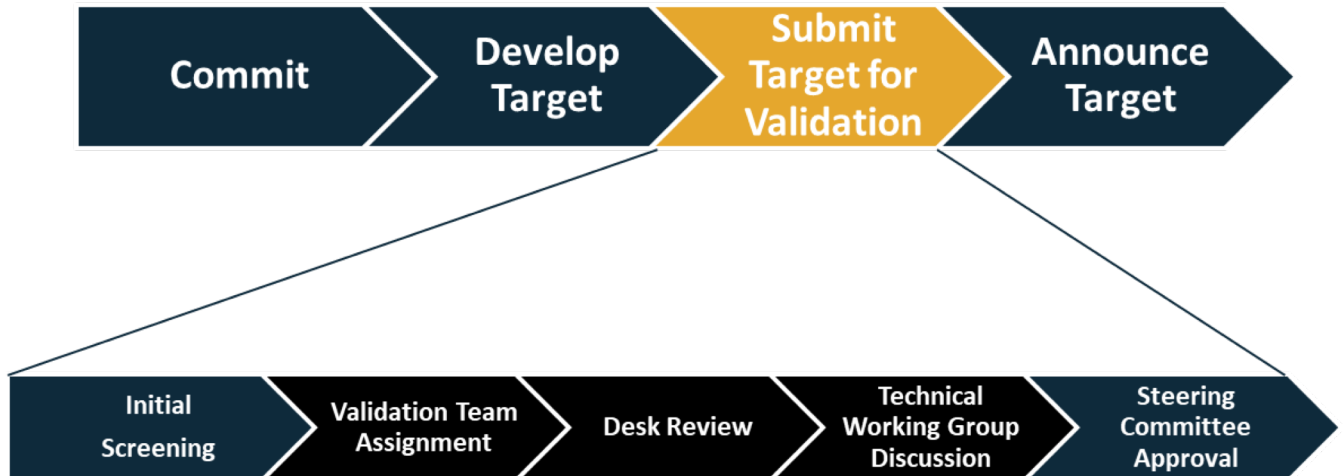 Commit
Develop
Target
Submit
Target for
Validation
Announce
Target
Initial
Screening
Validation Team
Assignment
Desk Review
Technical
Working Group
Discussion
Steering
Committee
Approval